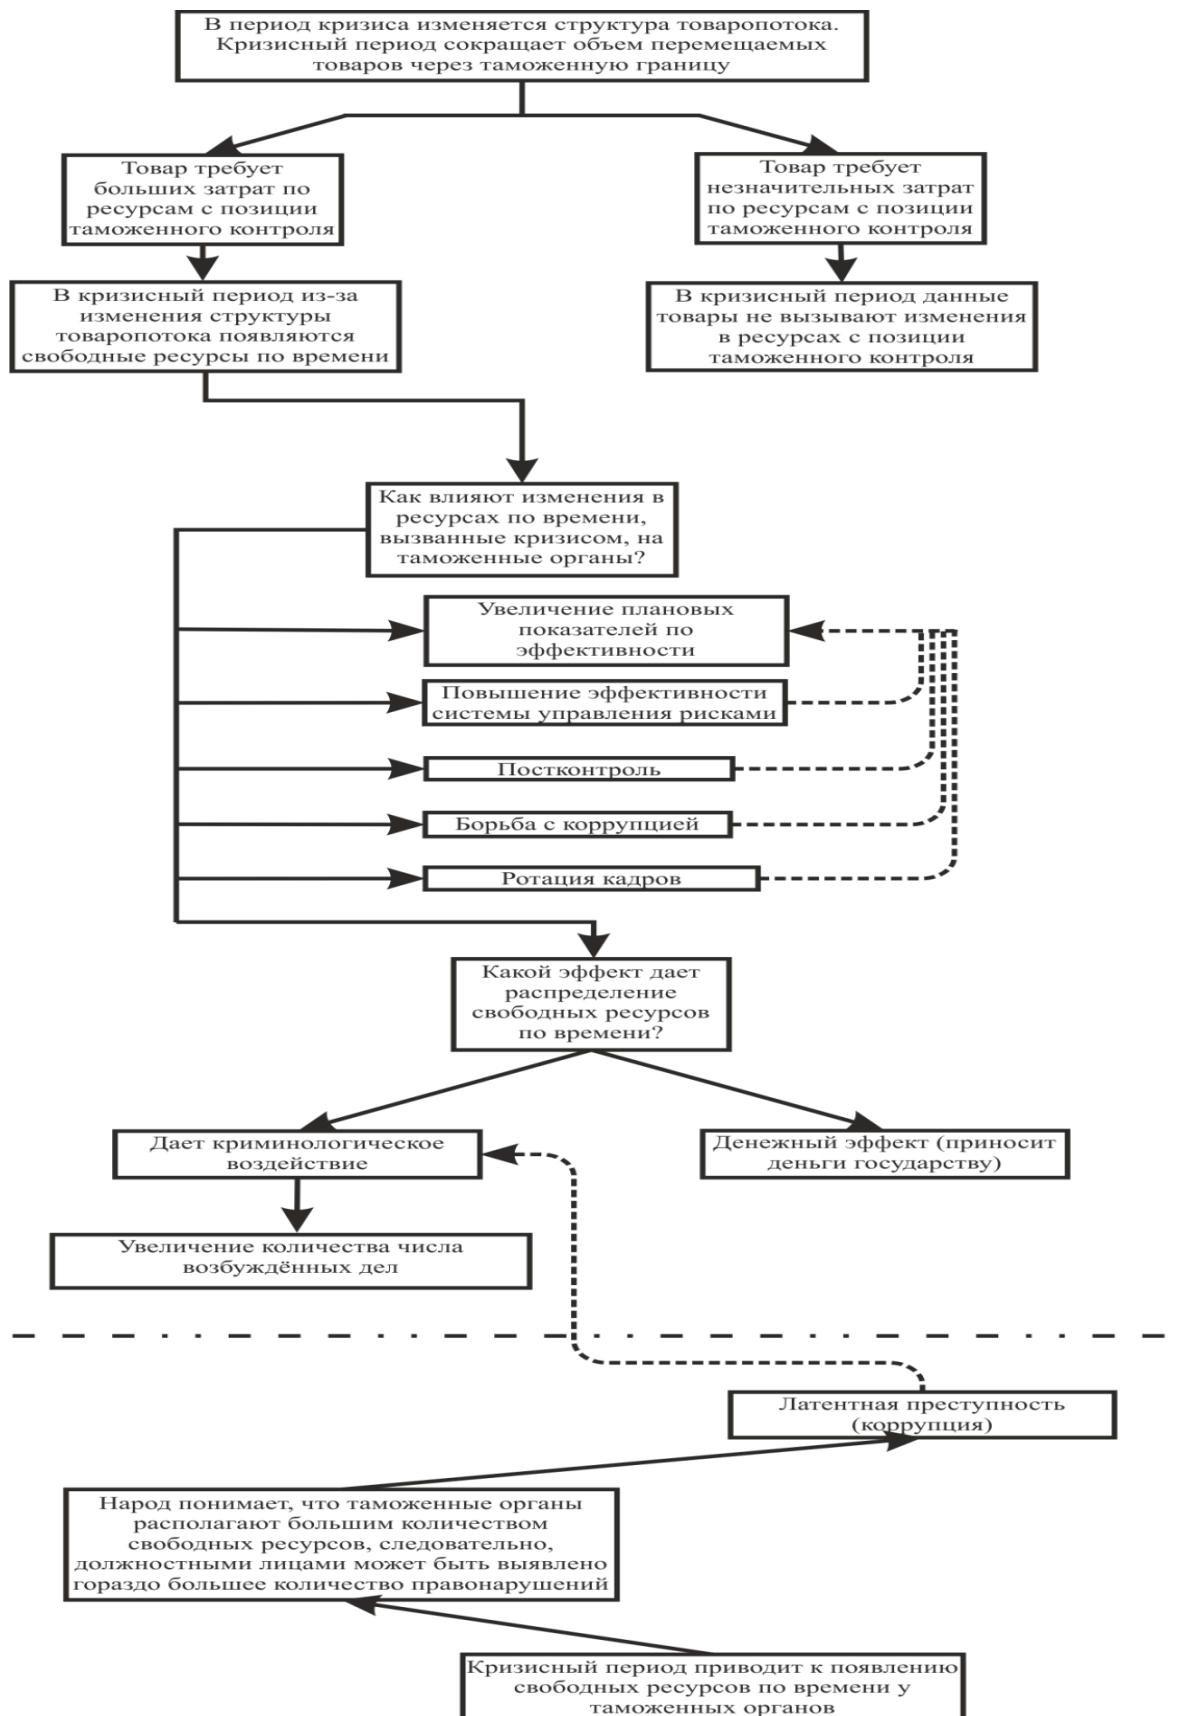 В период кризиса изменяется структура товаропотока.
Кризисный период сокращает объем перемещаемых
товаров через таможенную границу
Товар требует
больших затрат по
ресурсам с позиции
таможенного контроля
Товар требует
незначительных затрат
по ресурсам с позиции
таможенного контроля
В кризисный период из-за
изменения структуры
товаропотока появляются
свободные ресурсы по времени
В кризисный период данные
товары не вызывают изменения
в ресурсах с позиции
таможенного контроля
Как влияют изменения в
ресурсах по времени,
вызванные кризисом, на
таможенные органы?
Увеличение плановых
показателей по
эффективности
Повышение эффективности
системы управления рисками
Постконтроль
Борьба с коррупцией
Ротация кадров
Какой эффект дает
распределение
свободных ресурсов
по времени?
Дает криминологическое
воздействие
Денежный эффект (приносит
деньги государству)
Увеличение количества числа
возбуждённых дел
Латентная преступность
(коррупция)
Народ понимает, что таможенные органы
располагают большим количеством
свободных ресурсов, следовательно,
должностными лицами может быть выявлено
гораздо большее количество правонарушений
Кризисный период приводит к появлению
свободных ресурсов по времени у
таможенных органов